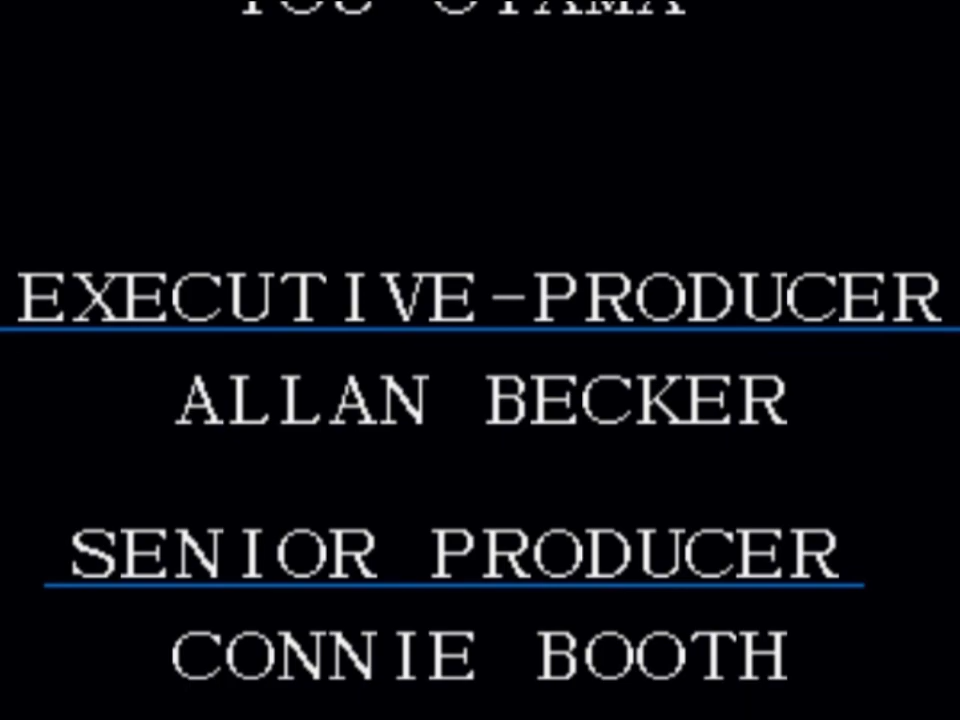 EXECUTIVE-PRODUCER
ALLAN BECKER
SENIOR PRODUCER
CONNIE BOOTH